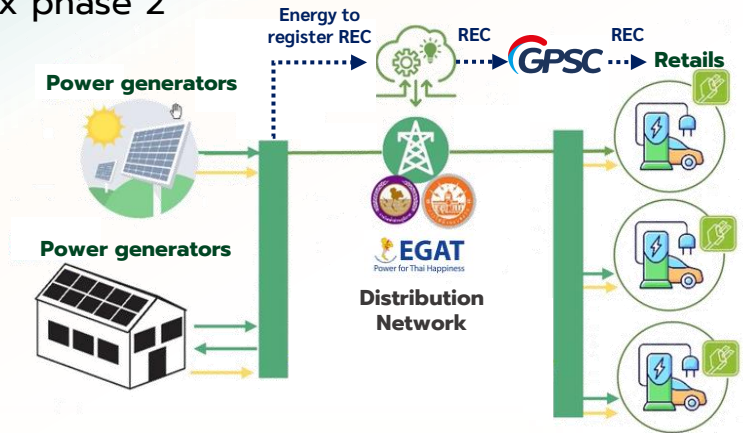 x phase 2
Energy to
register REC
REC
GPSC
REC
Retails
Power generators
Power generators
EGAT
Power for Thai Happiness
Distribution
Network